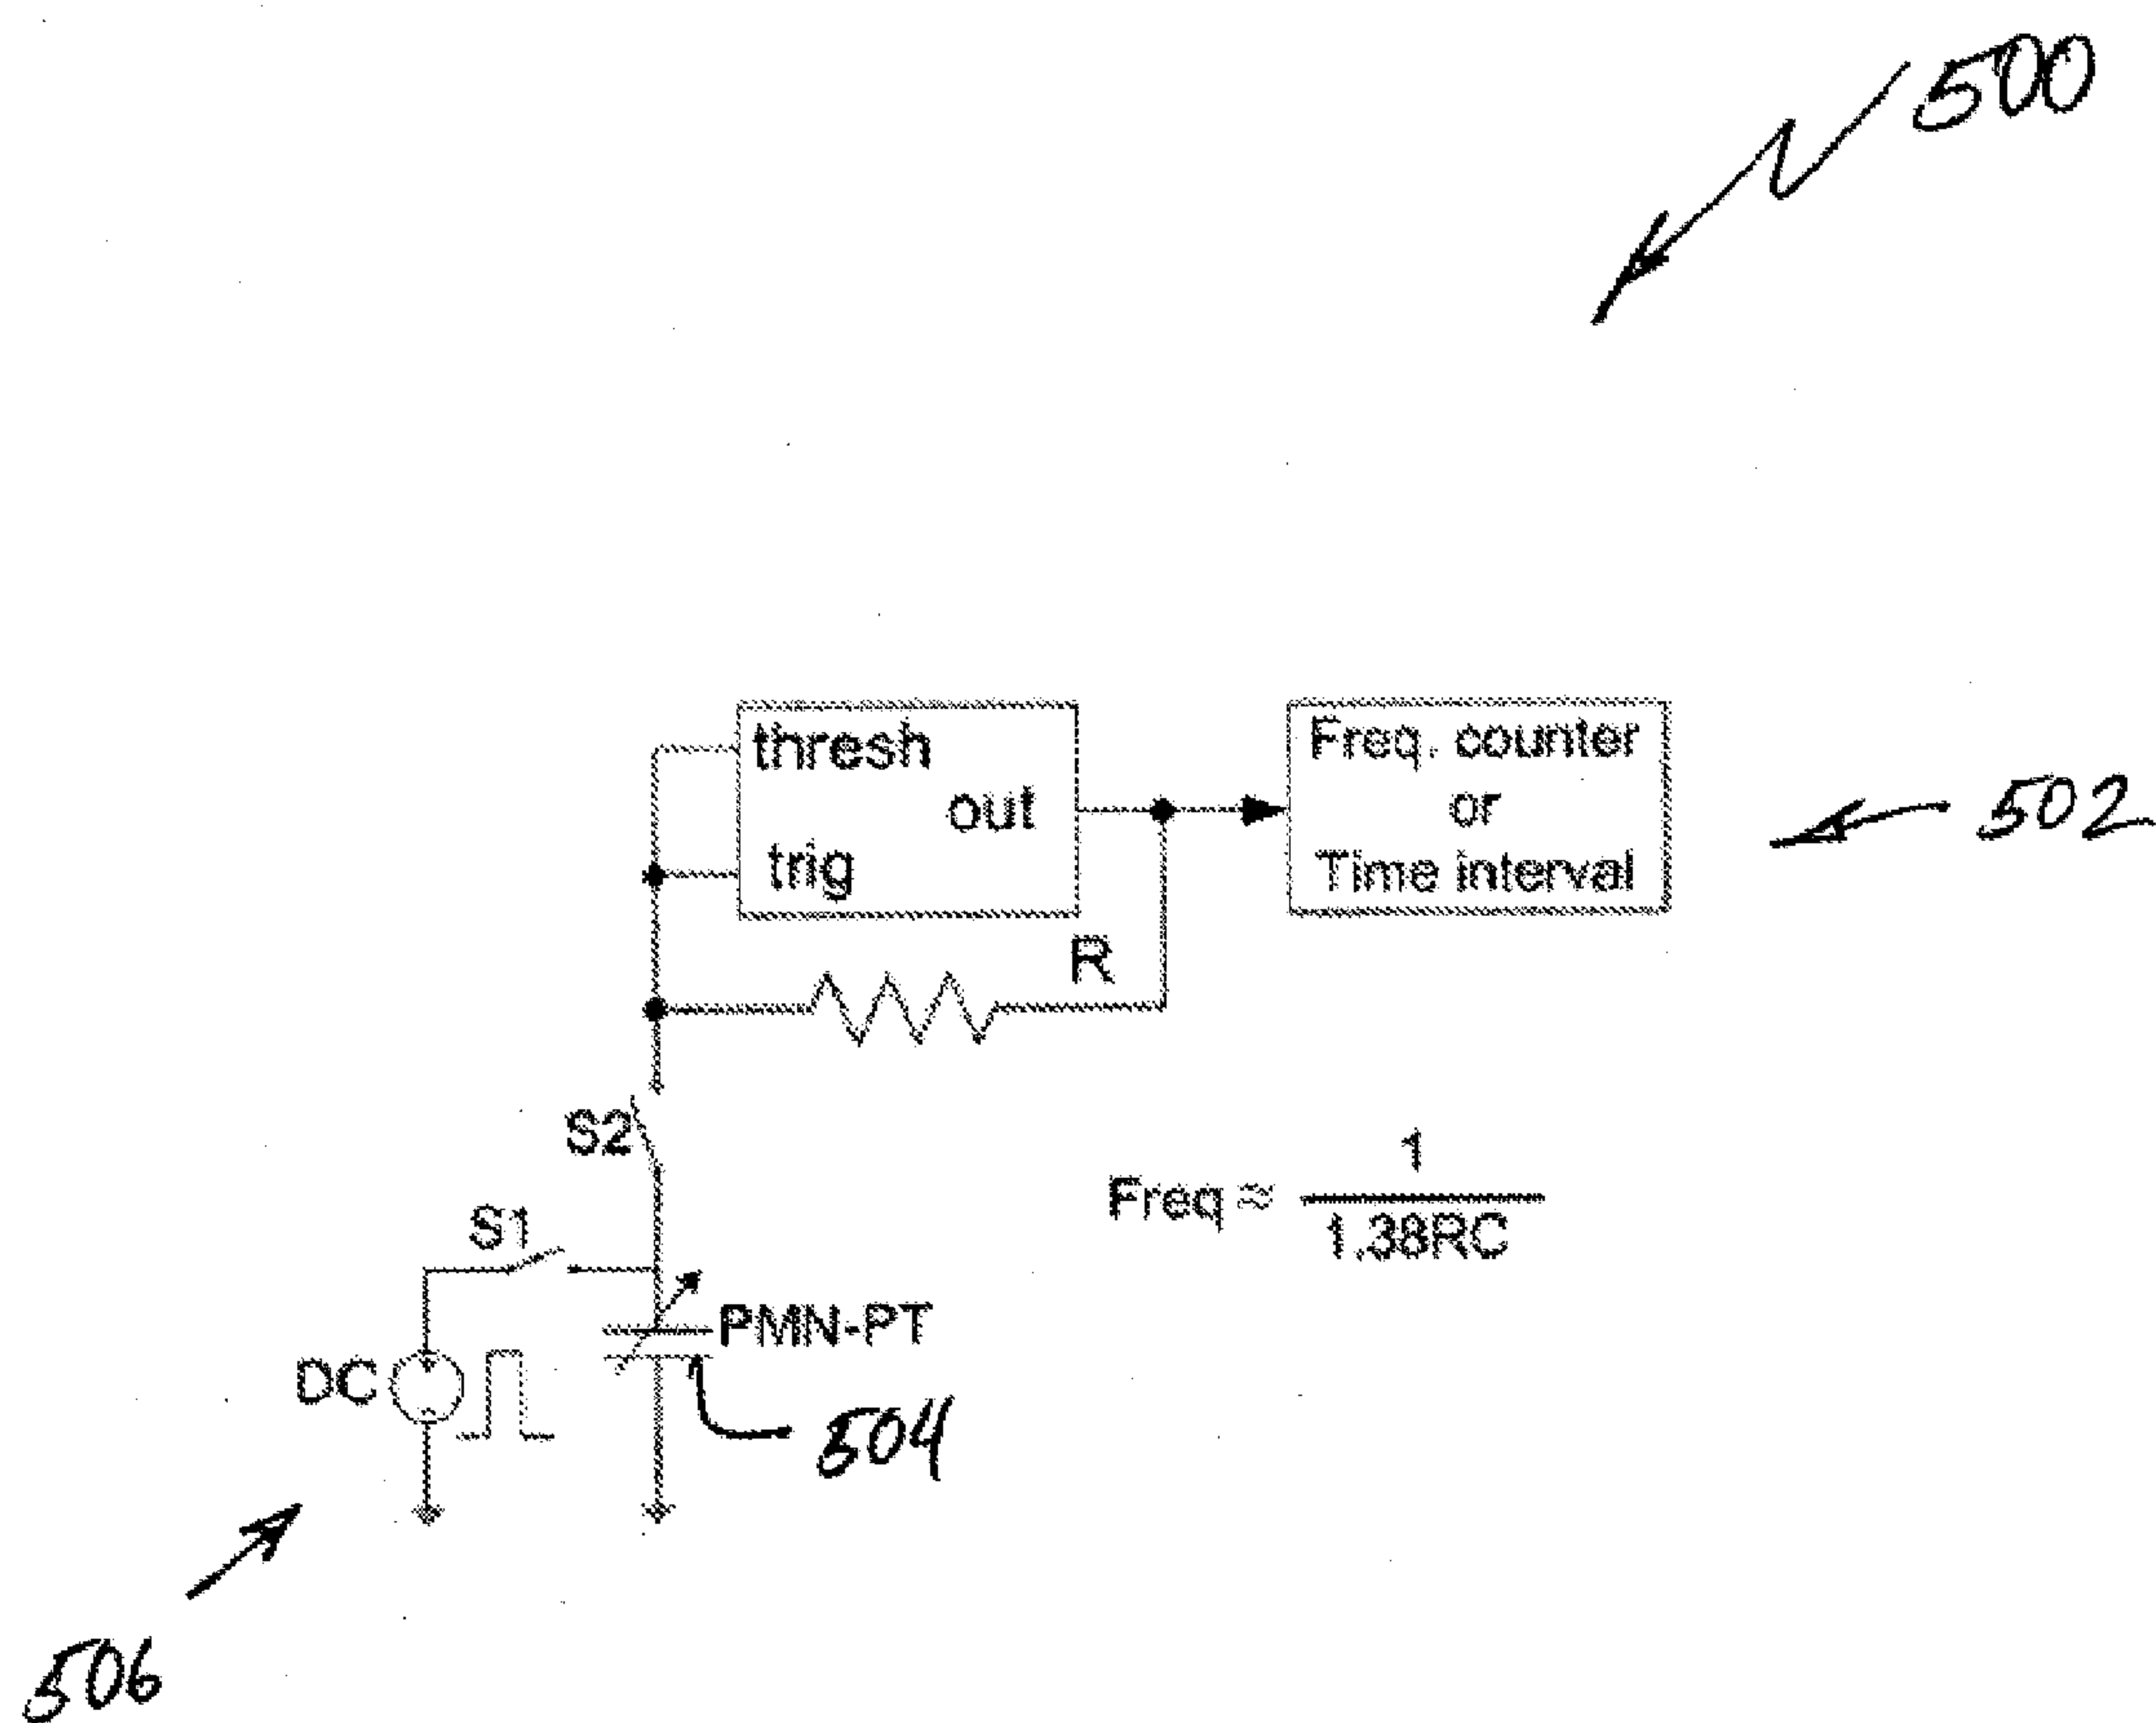 500
thresh
out
trig
Freq. counter
or
Time interval
502
R
S2
S1
Freq ≈ 1
1.38RC
PMN-PT
DC
504
506